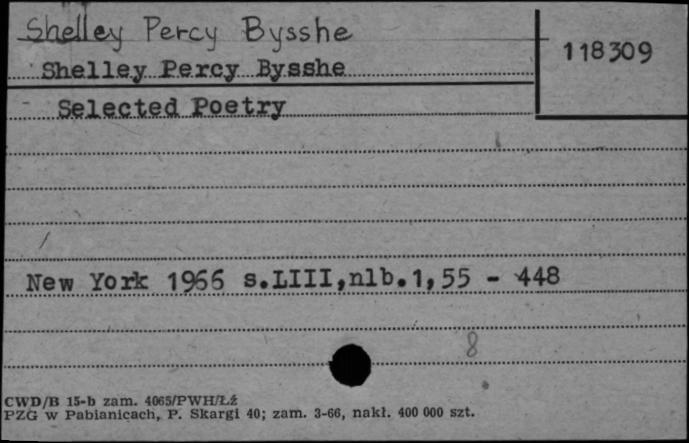 Shelley Percy Bysshe
118309
Shelley Percy Bysshe
Selected Poetry
New York 1966 s.LIII,nlb.1,55 - 448
8
CWD/B 15-b zam. 4065/PWH/Łź
PZG w Pabianicach, P. Skargi 40; zam. 3-66, nakł. 400 000 szt.